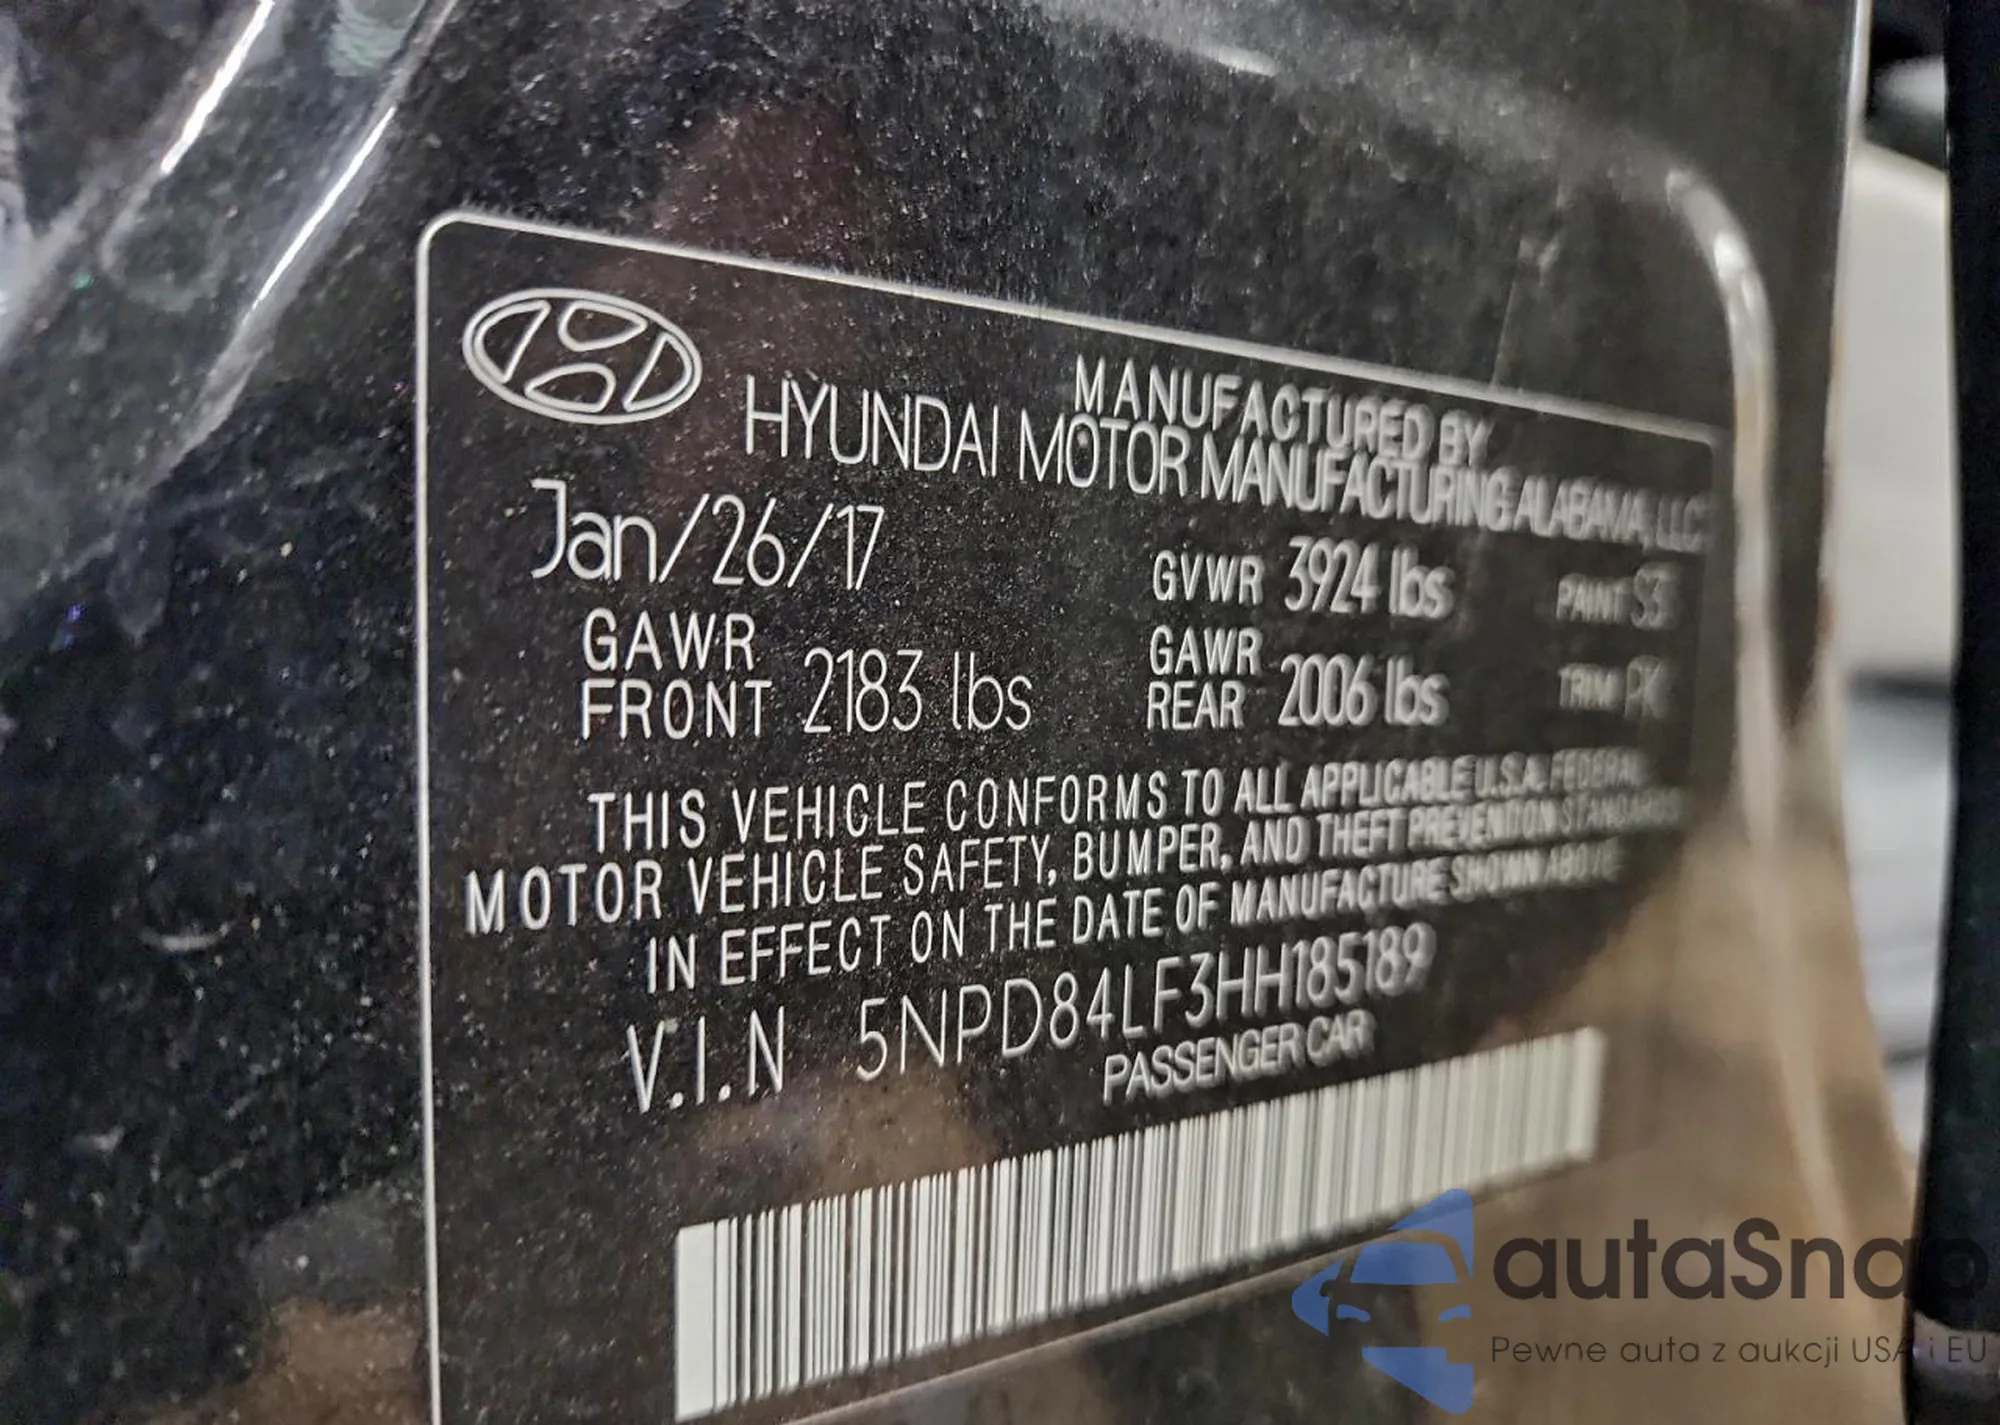 MANUFACTURED BY
HYUNDAI MOTOR MANUFACTURING ALABAMA, LLC
Jan/26/17
GVWR 3924 lbs
PAINT
GAWR FRONT 2183 lbs
GAWR REAR 2006 lbs
TRIM
THIS VEHICLE CONFORMS TO ALL APPLICABLE U.S.A. FEDERAL
MOTOR VEHICLE SAFETY, BUMPER, AND THEFT PREVENTION STANDARDS
IN EFFECT ON THE DATE OF MANUFACTURE SHOWN ABOVE
V.I.N 5NPD84LF3HH185189
PASSENGER CAR
autaSnap
Pewne auta z aukcji USA i EU